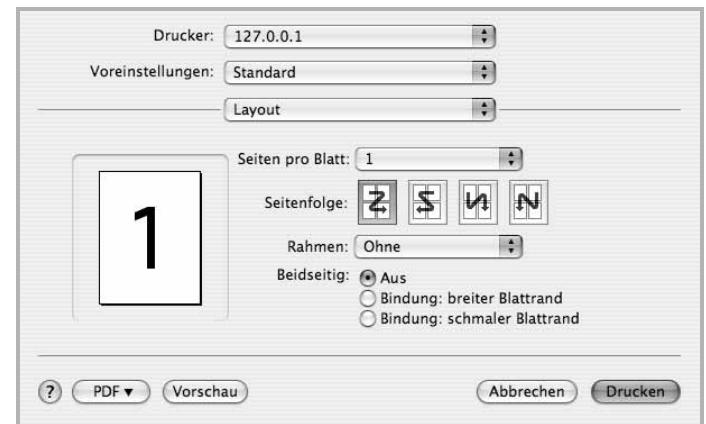 Drucker: 127.0.0.1
Voreinstellungen: Standard
Layout
Seiten pro Blatt: 1
Seitenfolge:
1
Rahmen: Ohne
Beidseitig: Aus
Bindung: breiter Blattrand
Bindung: schmaler Blattrand
? PDF ▼ Vorschau Abbrechen Drucken